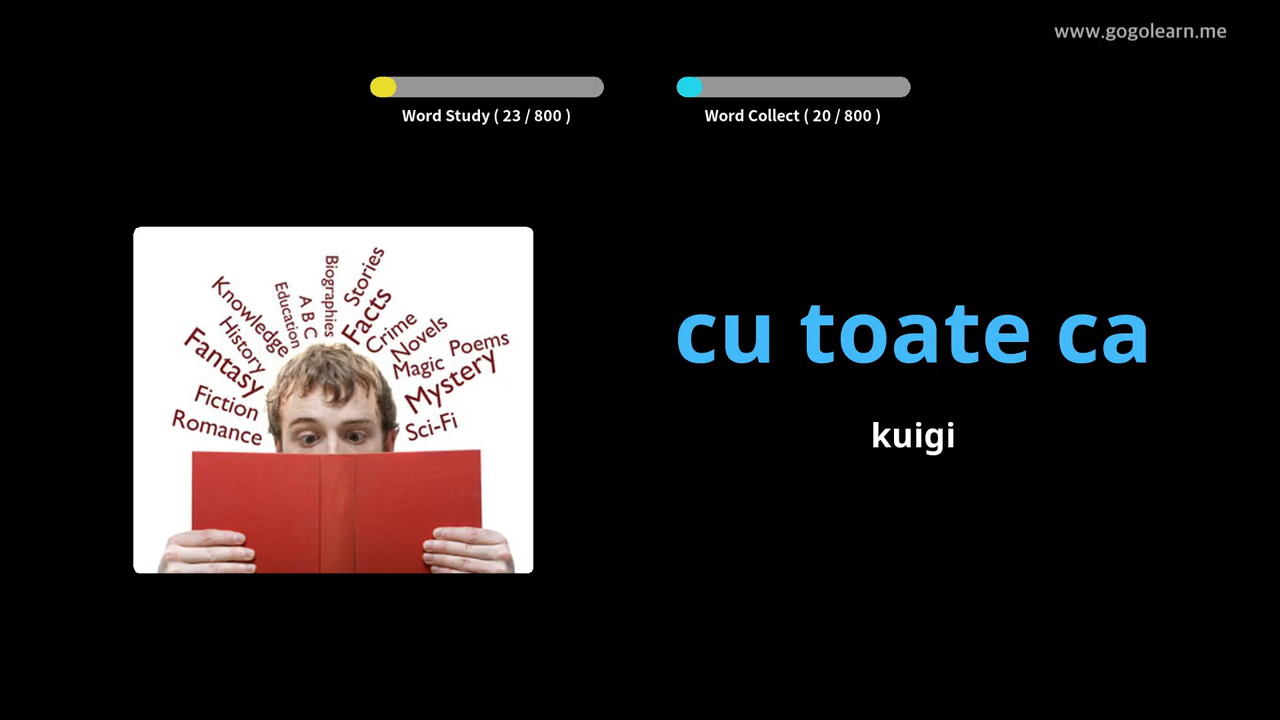 www.gogolearn.me
Word Study ( 23 / 800 )
Word Collect ( 20 / 800 )
Biographies
Stories
Education
A B C
Facts
Knowledge
Crime
History
Novels
Poems
Fantasy
Magic
Mystery
Fiction
Romance
Sci-Fi
cu toate ca
kuigi